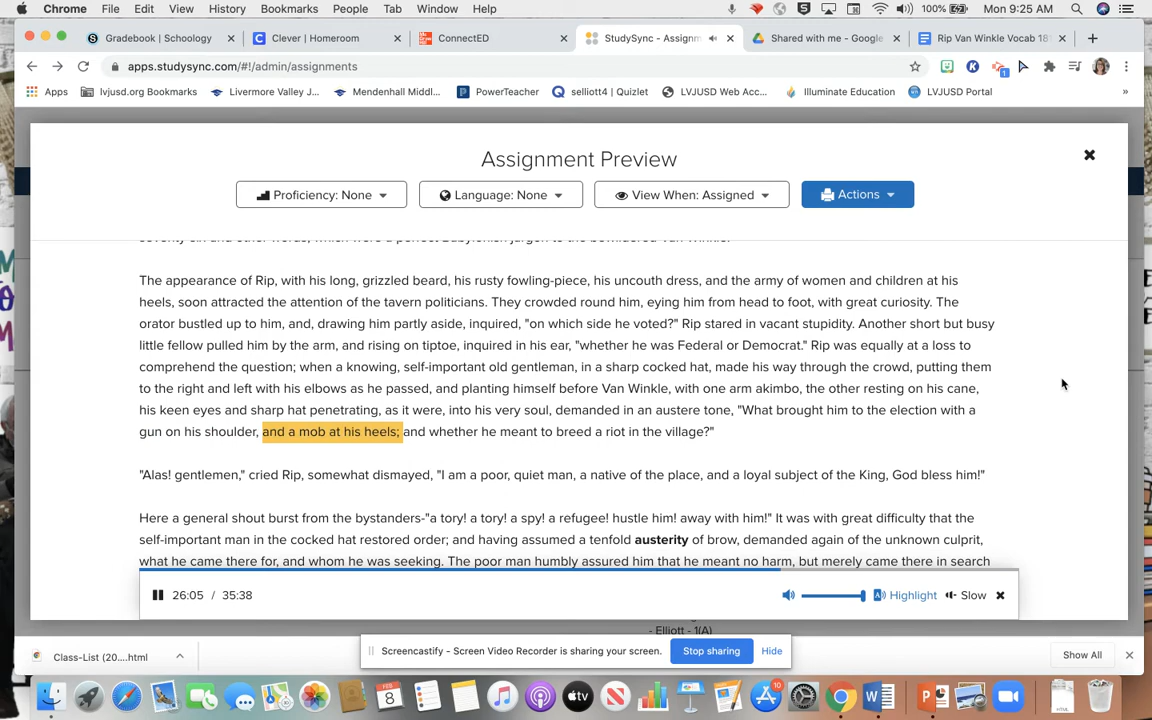 Chrome File Edit View History Bookmarks People Tab Window Help 100% Mon 9:25 AM
Gradebook | Schoology Clever | Homeroom ConnectED StudySync - Assignm Shared with me - Google Rip Van Winkle Vocab 18
apps.studysync.com/#!/admin/assignments
Apps lvjusd.org Bookmarks Livermore Valley J... Mendenhall Middl... PowerTeacher selliott4 | Quizlet LVJUSD Web Acc... Illuminate Education LVJUSD Portal »
Assignment Preview
Proficiency: None Language: None View When: Assigned Actions
The appearance of Rip, with his long, grizzled beard, his rusty fowling-piece, his uncouth dress, and the army of women and children at his
heels, soon attracted the attention of the tavern politicians. They crowded round him, eying him from head to foot, with great curiosity. The
orator bustled up to him, and, drawing him partly aside, inquired, "on which side he voted?" Rip stared in vacant stupidity. Another short but busy
little fellow pulled him by the arm, and rising on tiptoe, inquired in his ear, "whether he was Federal or Democrat." Rip was equally at a loss to
comprehend the question; when a knowing, self-important old gentleman, in a sharp cocked hat, made his way through the crowd, putting them
to the right and left with his elbows as he passed, and planting himself before Van Winkle, with one arm akimbo, the other resting on his cane,
his keen eyes and sharp hat penetrating, as it were, into his very soul, demanded in an austere tone, "What brought him to the election with a
gun on his shoulder, and a mob at his heels; and whether he meant to breed a riot in the village?"
"Alas! gentlemen," cried Rip, somewhat dismayed, "I am a poor, quiet man, a native of the place, and a loyal subject of the King, God bless him!"
Here a general shout burst from the bystanders-"a tory! a tory! a spy! a refugee! hustle him! away with him!" It was with great difficulty that the
self-important man in the cocked hat restored order; and having assumed a tenfold austerity of brow, demanded again of the unknown culprit,
what he came there for, and whom he was seeking. The poor man humbly assured him that he meant no harm, but merely came there in search
26:05 / 35:38 Highlight Slow
- Elliott - 1(A)
Screencastify - Screen Video Recorder is sharing your screen. Stop sharing Hide
Class-List (20....html Show All
FEB 8 10